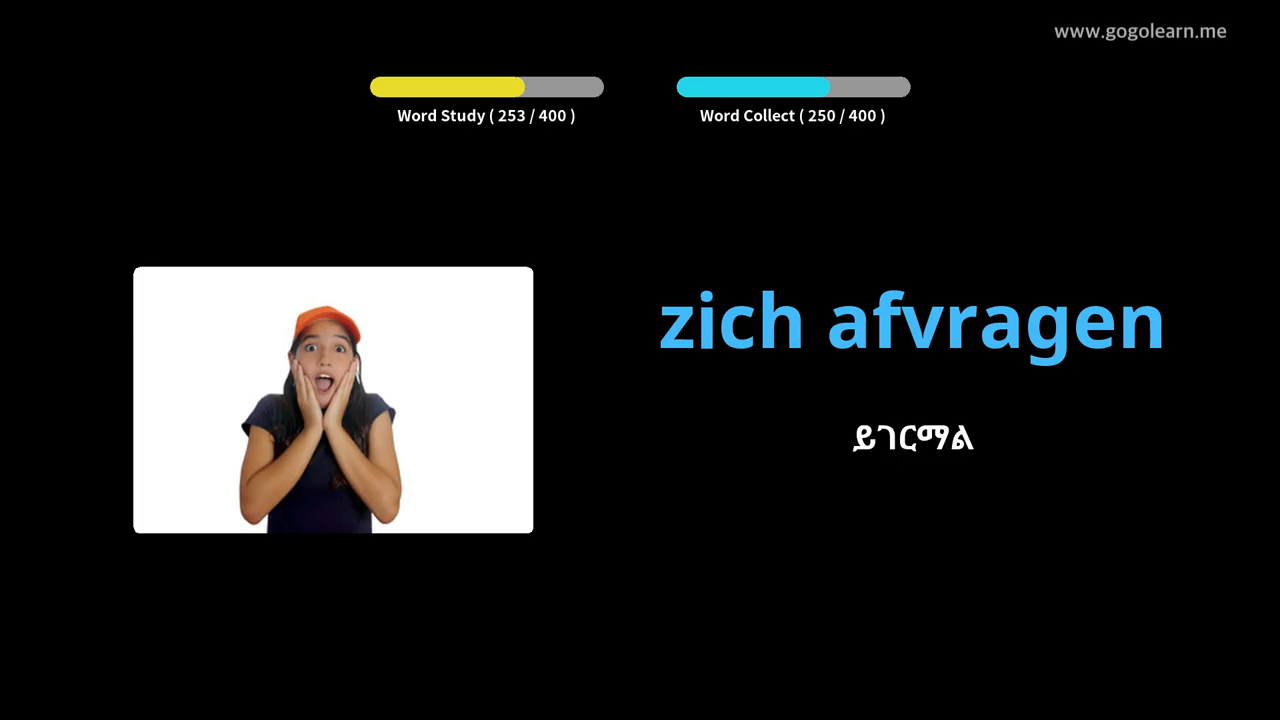 www.gogolearn.me
Word Study ( 253 / 400 )
Word Collect ( 250 / 400 )
zich afvragen
ይገርማል